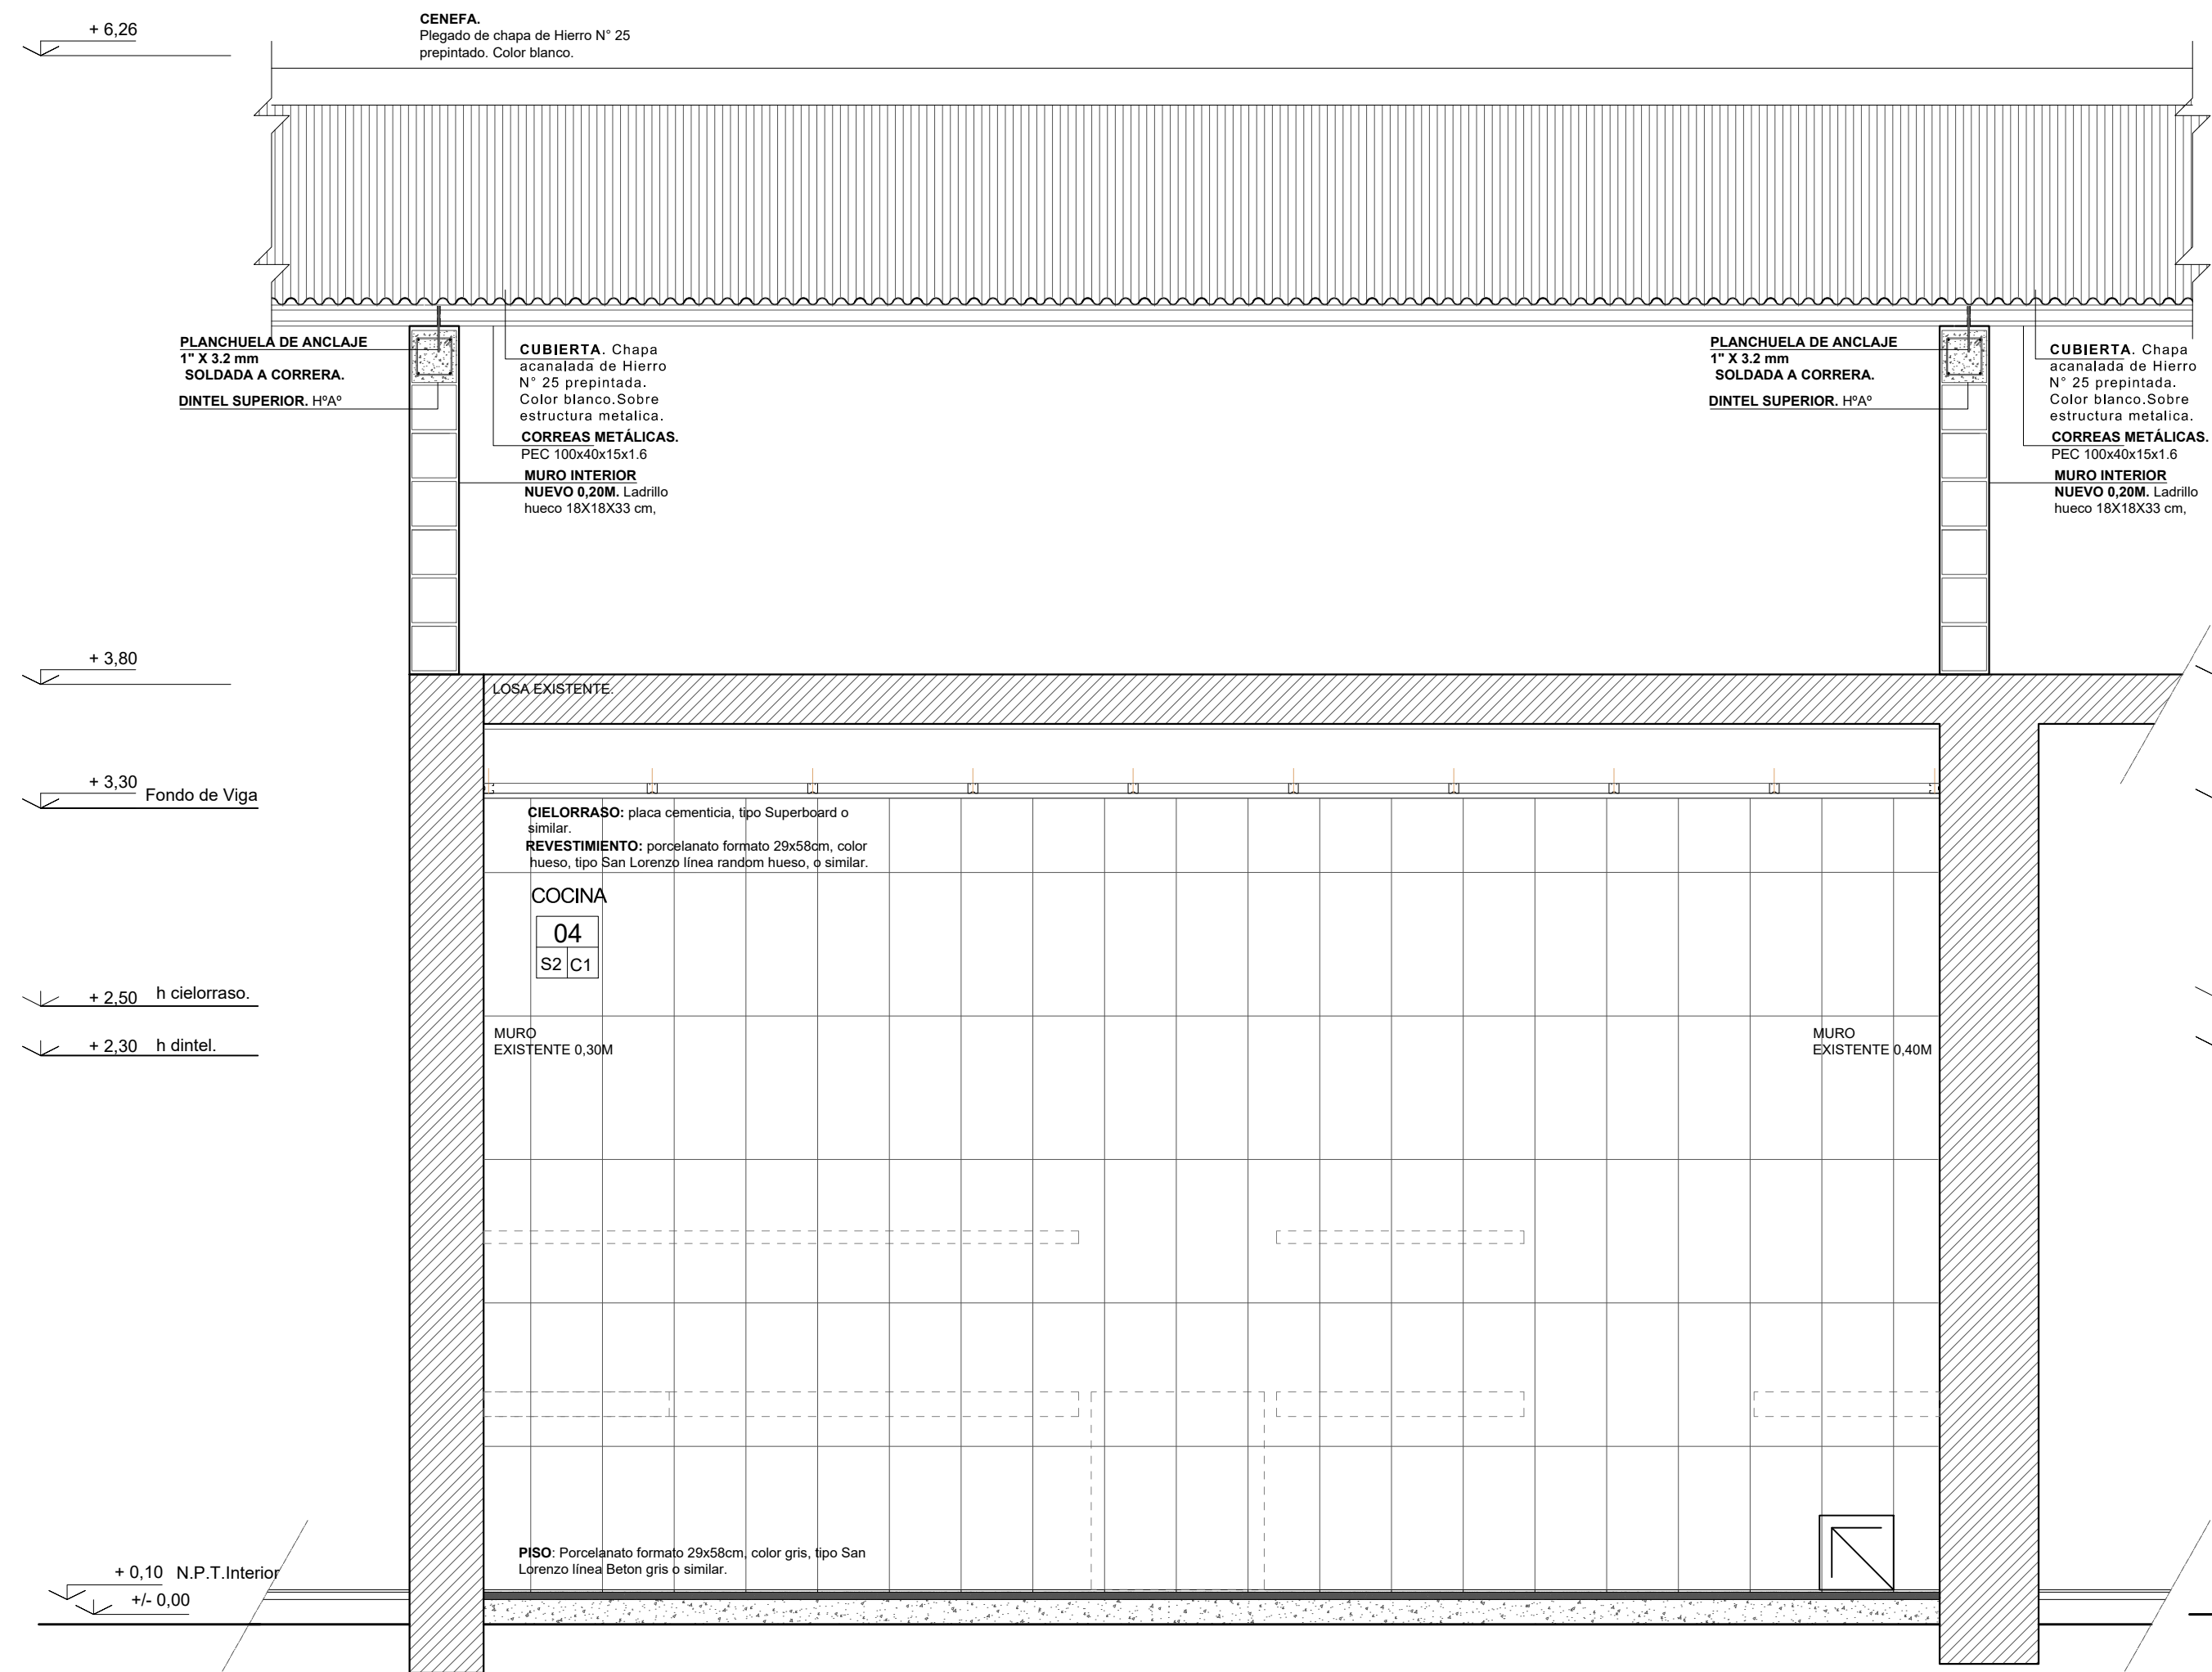 + 6,26
CENEFA.
Plegado de chapa de Hierro N° 25
prepintado. Color blanco.
PLANCHUELA DE ANCLAJE
1" X 3.2 mm
SOLDADA A CORRERA.
DINTEL SUPERIOR. HºAº
CUBIERTA. Chapa
acanalada de Hierro
N° 25 prepintada.
Color blanco.Sobre
estructura metalica.
CORREAS METÁLICAS.
PEC 100x40x15x1.6
MURO INTERIOR
NUEVO 0,20M. Ladrillo
hueco 18X18X33 cm,
PLANCHUELA DE ANCLAJE
1" X 3.2 mm
SOLDADA A CORRERA.
DINTEL SUPERIOR. HºAº
CUBIERTA. Chapa
acanalada de Hierro
N° 25 prepintada.
Color blanco.Sobre
estructura metalica.
CORREAS METÁLICAS.
PEC 100x40x15x1.6
MURO INTERIOR
NUEVO 0,20M. Ladrillo
hueco 18X18X33 cm,
+ 3,80
LOSA EXISTENTE.
+ 3,30 Fondo de Viga
CIELORRASO: placa cementicia, tipo Superboard o
similar.
REVESTIMIENTO: porcelanato formato 29x58cm, color
hueso, tipo San Lorenzo línea random hueso, o similar.
COCINA
04
S2 C1
+ 2,50 h cielorraso.
+ 2,30 h dintel.
MURO
EXISTENTE 0,30M
MURO
EXISTENTE 0,40M
PISO: Porcelanato formato 29x58cm, color gris, tipo San
Lorenzo línea Beton gris o similar.
+ 0,10 N.P.T.Interior
+/- 0,00